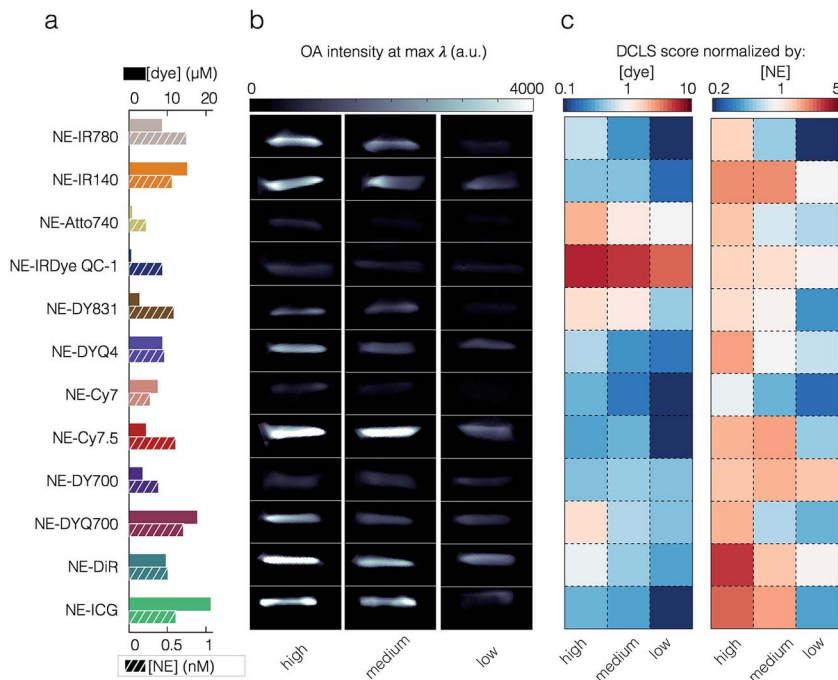 a
b
c
[dye] (µM)
0 10 20
OA intensity at max λ (a.u.)
0 4000
DCLS score normalized by:
[dye] [NE]
0.1 1 10
0.2 1 5
NE-IR780
NE-IR140
NE-Atto740
NE-IRDye QC-1
NE-DY831
NE-DYQ4
NE-Cy7
NE-Cy7.5
NE-DY700
NE-DYQ700
NE-DiR
NE-ICG
0 0.5 1
[NE] (nM)
high medium low
high medium low
high medium low